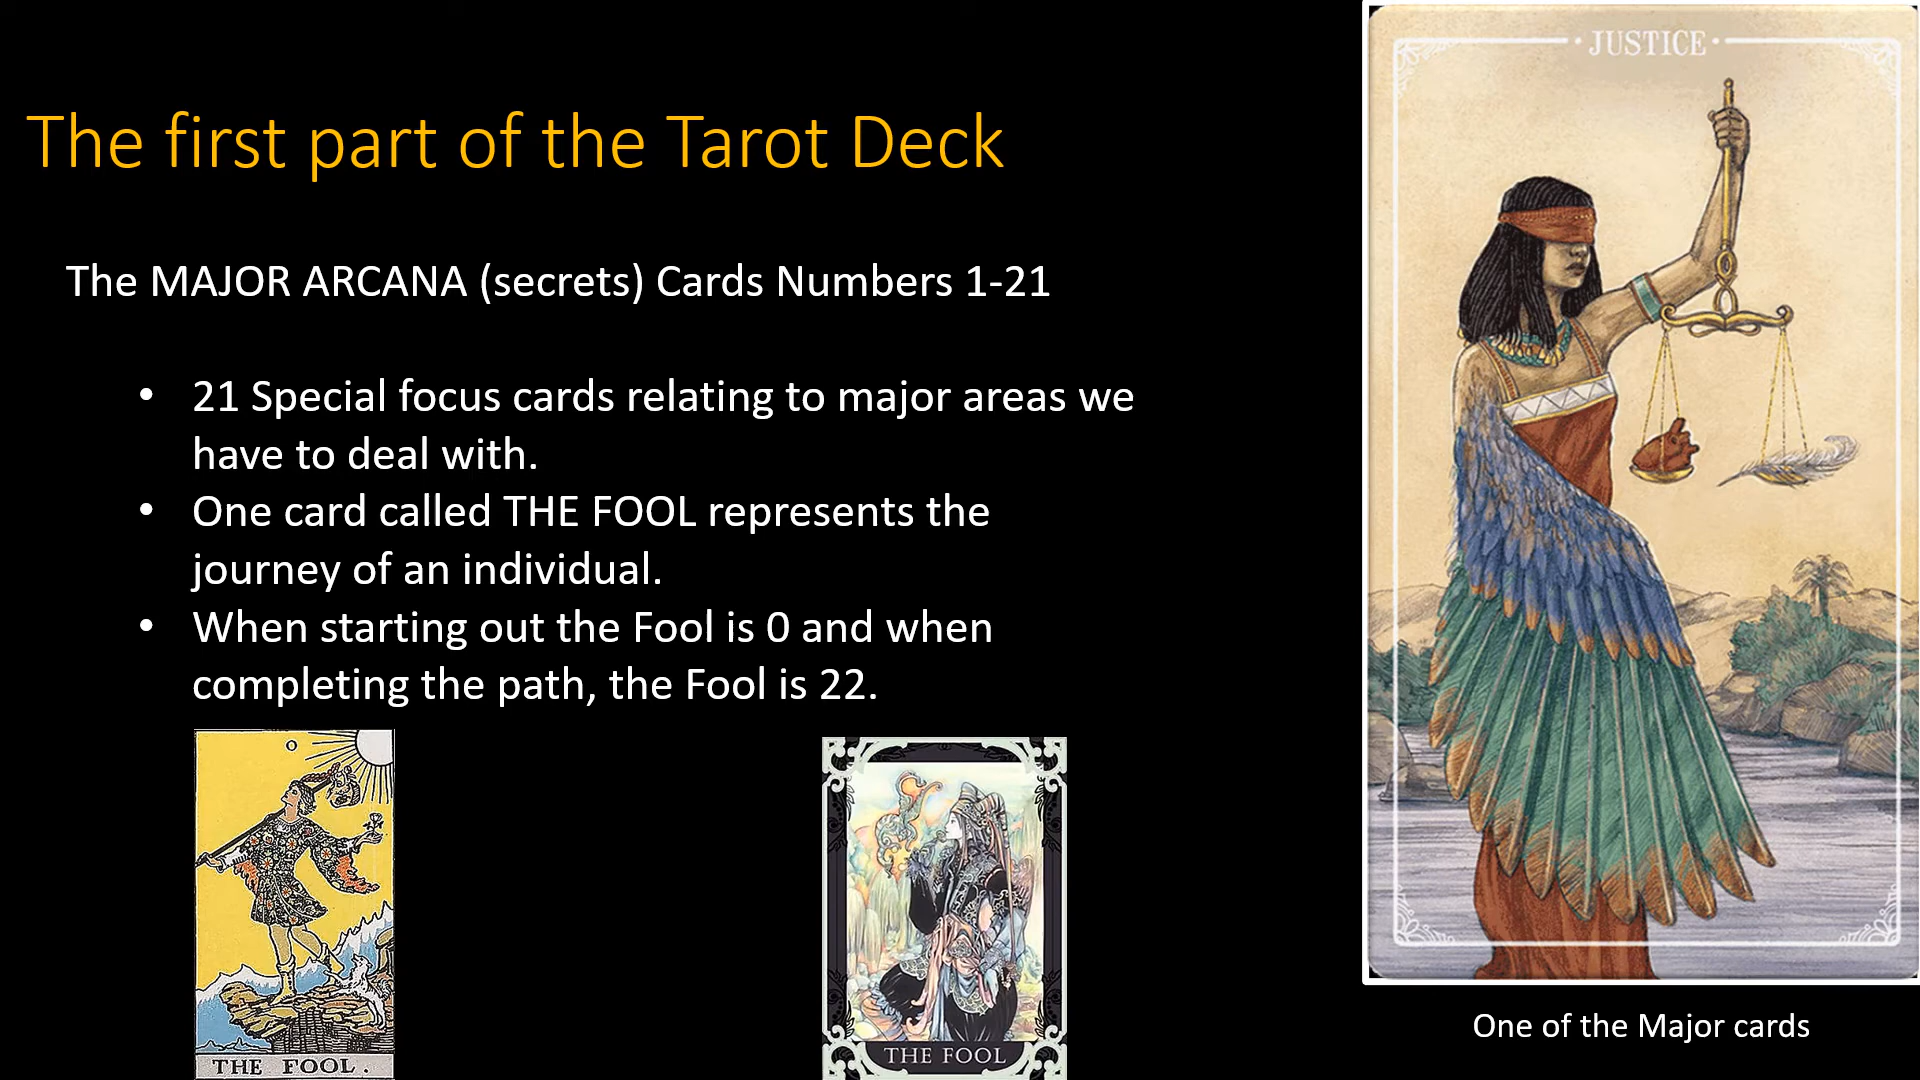 The first part of the Tarot Deck
The MAJOR ARCANA (secrets) Cards Numbers 1-21
• 21 Special focus cards relating to major areas we
have to deal with.
• One card called THE FOOL represents the
journey of an individual.
• When starting out the Fool is 0 and when
completing the path, the Fool is 22.
0
THE FOOL.
THE FOOL
· JUSTICE ·
One of the Major cards